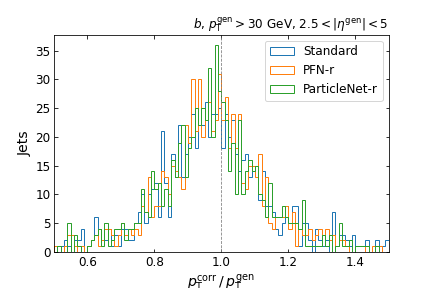 b, p_T^gen > 30 GeV, 2.5 < |η^gen| < 5
Standard
PFN-r
ParticleNet-r
Jets
35
30
25
20
15
10
5
0
0.6 0.8 1.0 1.2 1.4
p_T^corr / p_T^gen